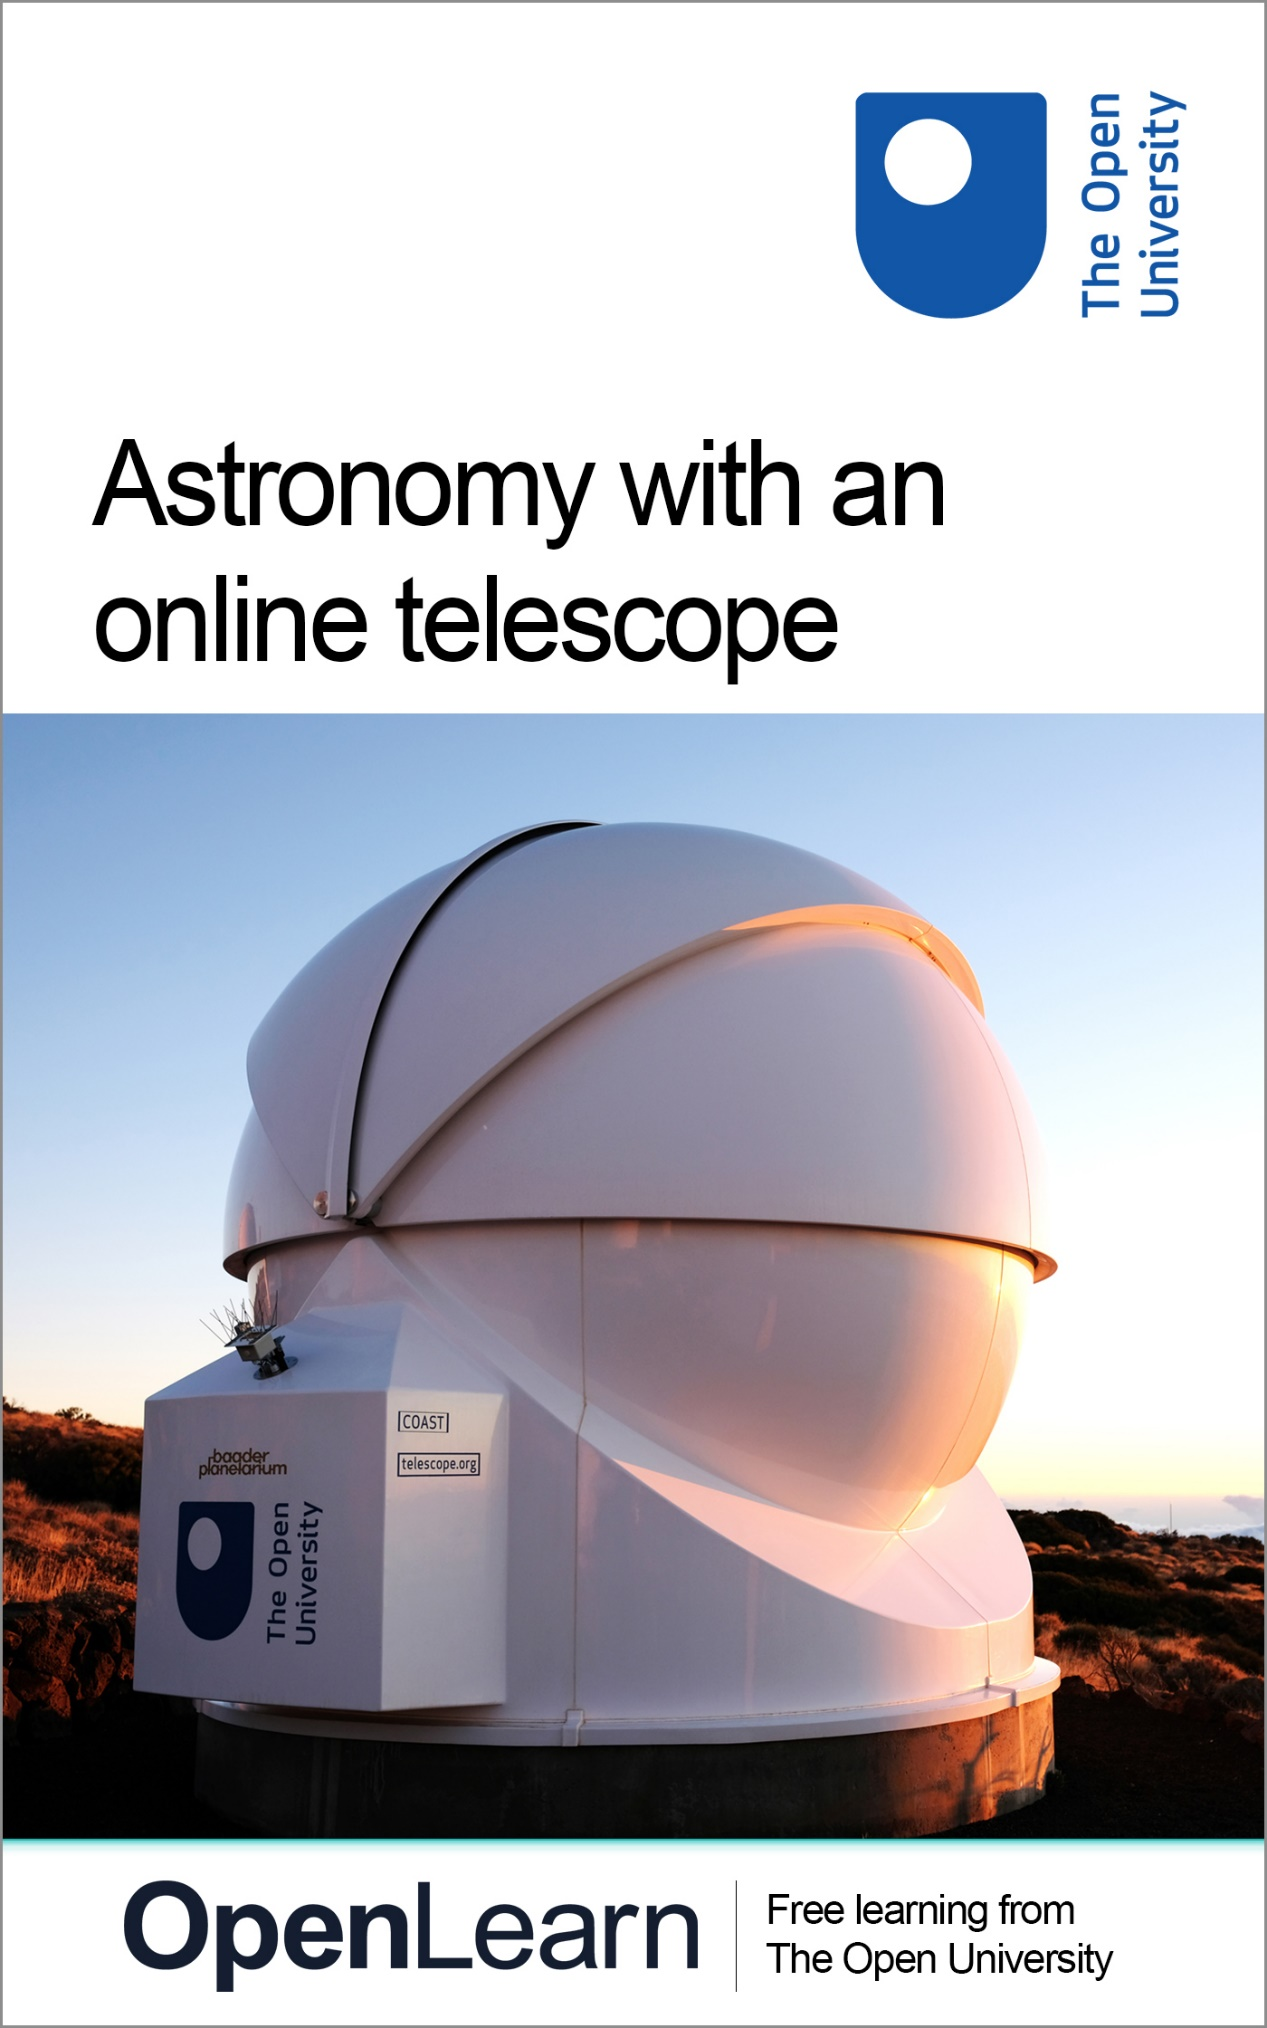 The Open
University
Astronomy with an
online telescope
COAST
telescope.org
baader
planetarium
The Open
University
OpenLearn
Free learning from
The Open University